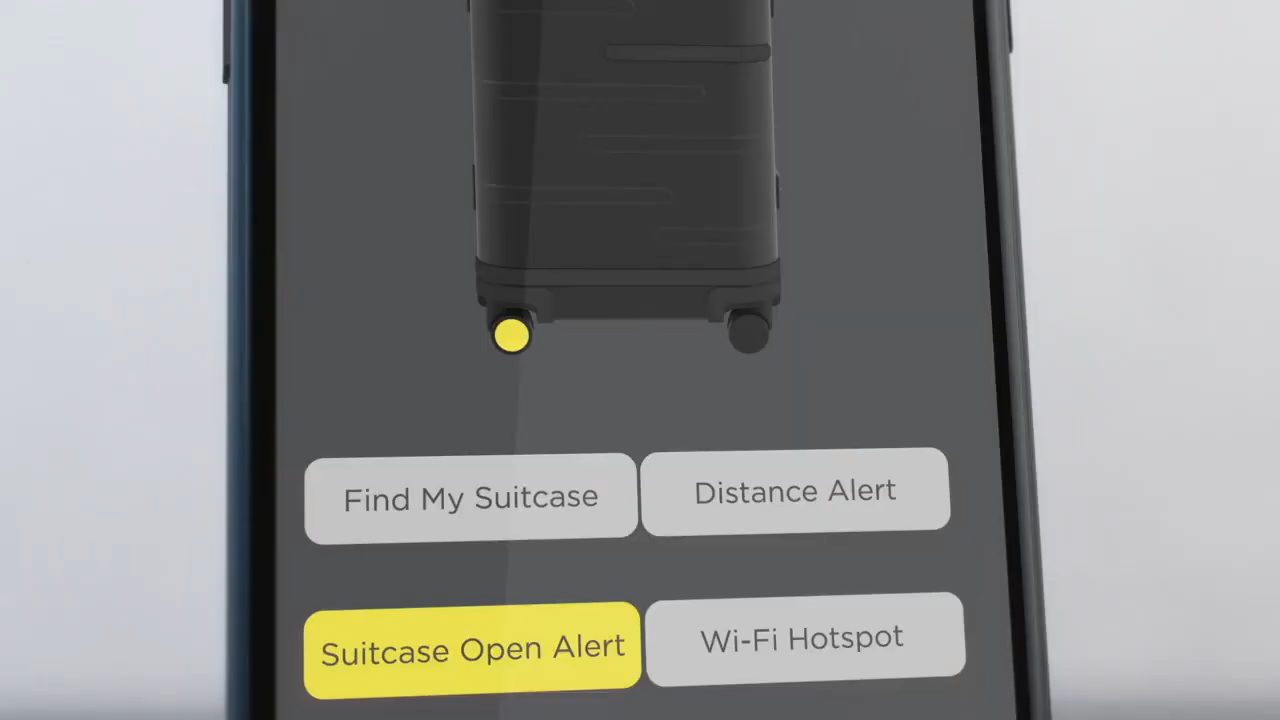 Find My Suitcase
Distance Alert
Suitcase Open Alert
Wi-Fi Hotspot